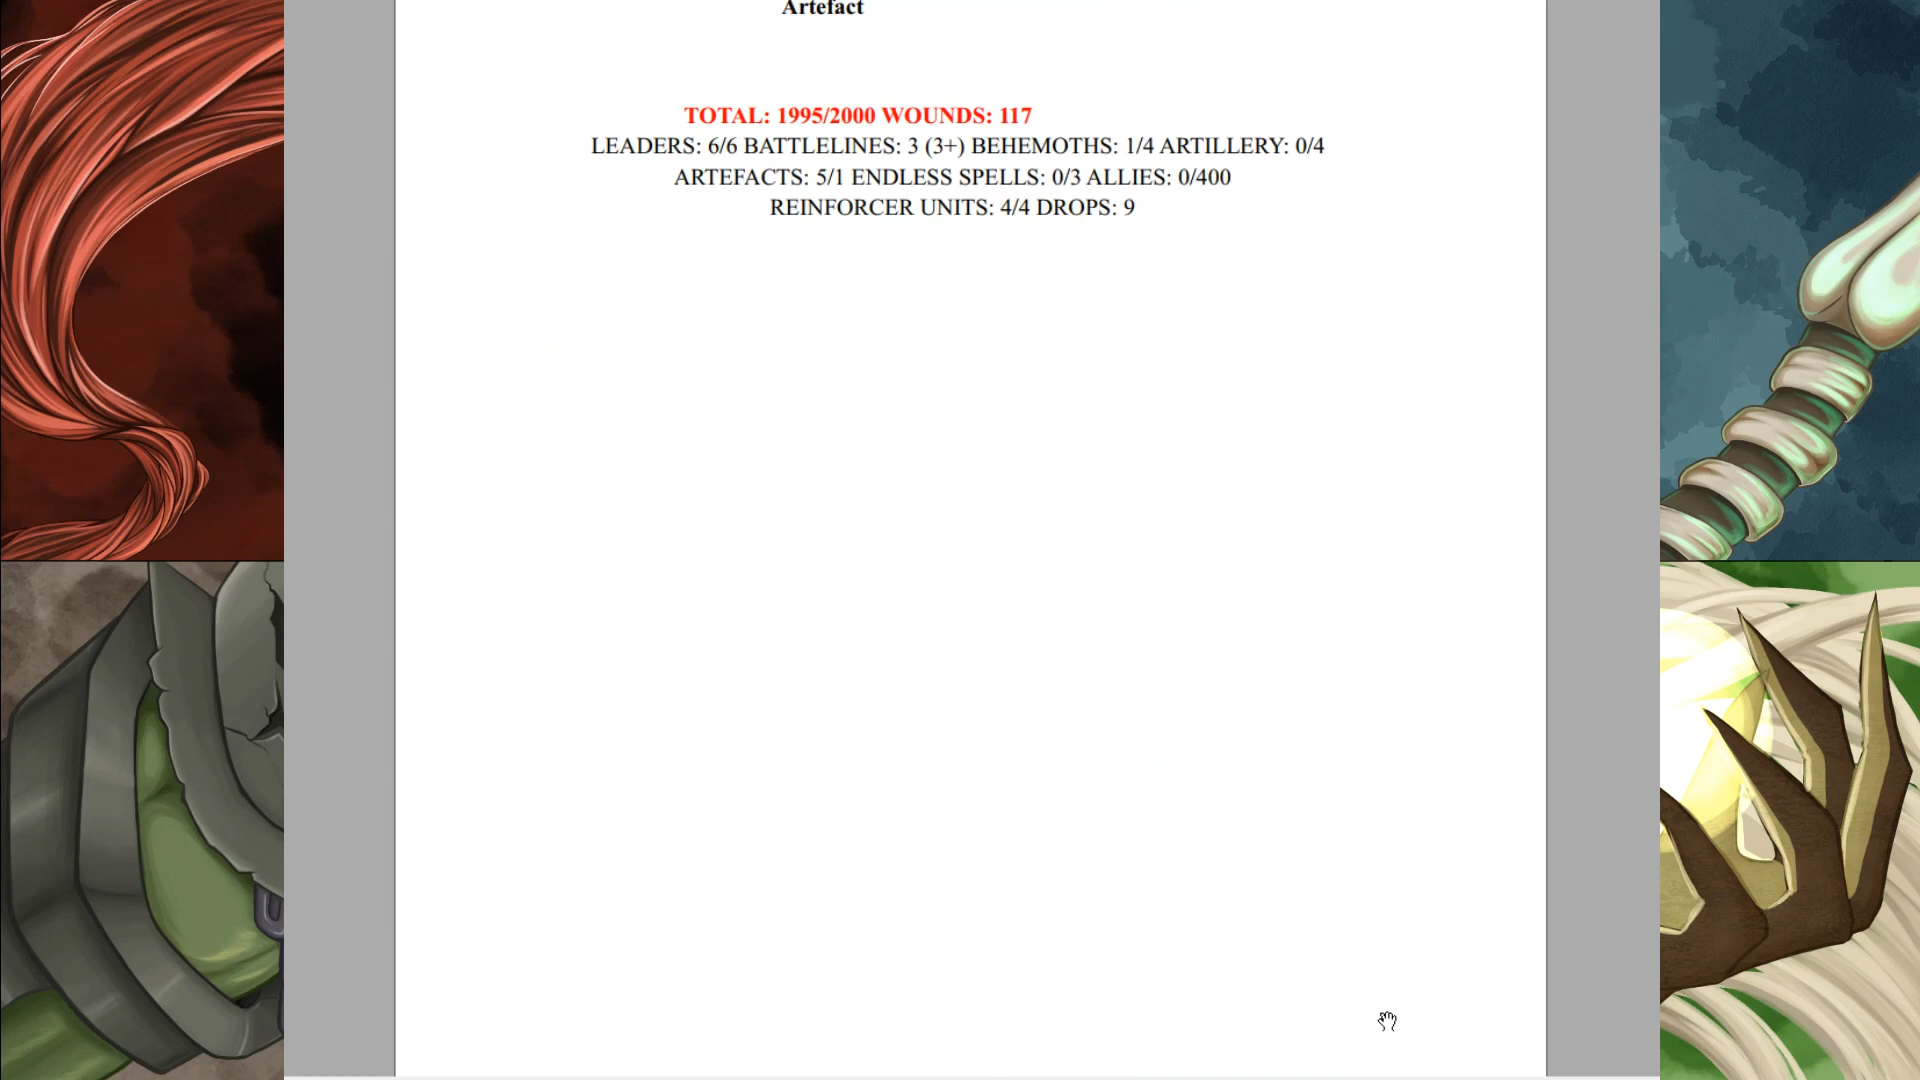 Artefact
TOTAL: 1995/2000 WOUNDS: 117
LEADERS: 6/6 BATTLELINES: 3 (3+) BEHEMOTHS: 1/4 ARTILLERY: 0/4
ARTEFACTS: 5/1 ENDLESS SPELLS: 0/3 ALLIES: 0/400
REINFORCER UNITS: 4/4 DROPS: 9